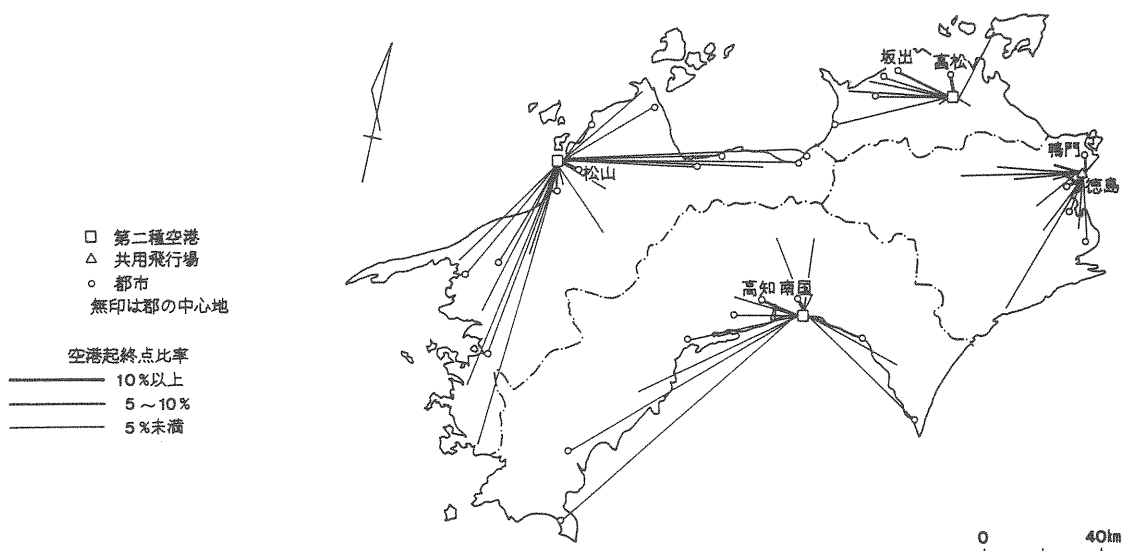 坂出
高松
鴨門
徳島
松山
高知 南国
第二種空港
共用飛行場
都市
無印は郡の中心地
空港起終点比率
10%以上
5~10%
5%未満
0 40km